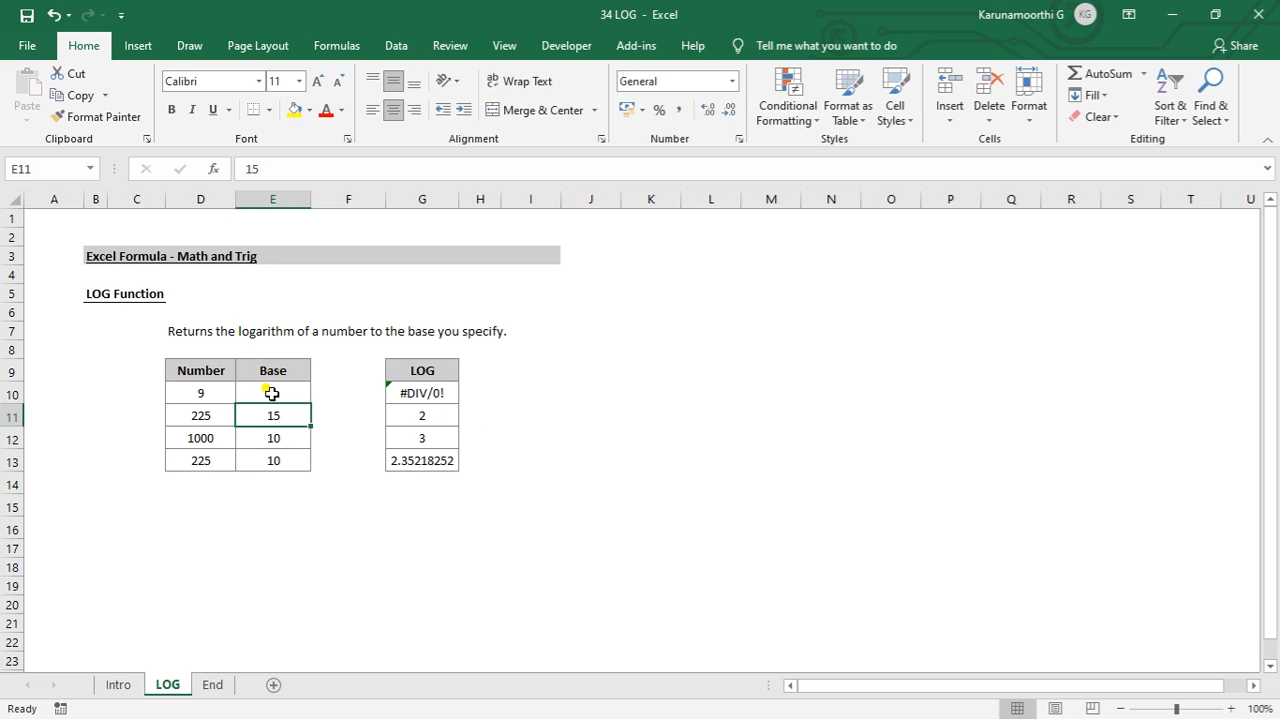 34 LOG - Excel
Karunamoorthi G
KG
File Home Insert Draw Page Layout Formulas Data Review View Developer Add-ins Help Tell me what you want to do Share
Paste
Cut
Copy
Format Painter
Clipboard
Calibri 11
B I U
Font
Wrap Text
Merge & Center
Alignment
General
Number
Conditional Formatting
Format as Table
Cell Styles
Styles
Insert Delete Format
Cells
AutoSum
Fill
Clear
Sort & Filter
Find & Select
Editing
E11 fx 15
A B C D E F G H I J K L M N O P Q R S T U
1
2
3 Excel Formula - Math and Trig
4
5 LOG Function
6
7 Returns the logarithm of a number to the base you specify.
8
9 Number Base LOG
10 9 #DIV/0!
11 225 15 2
12 1000 10 3
13 225 10 2.35218252
14
15
16
17
18
19
20
21
22
23
Intro LOG End
Ready 100%